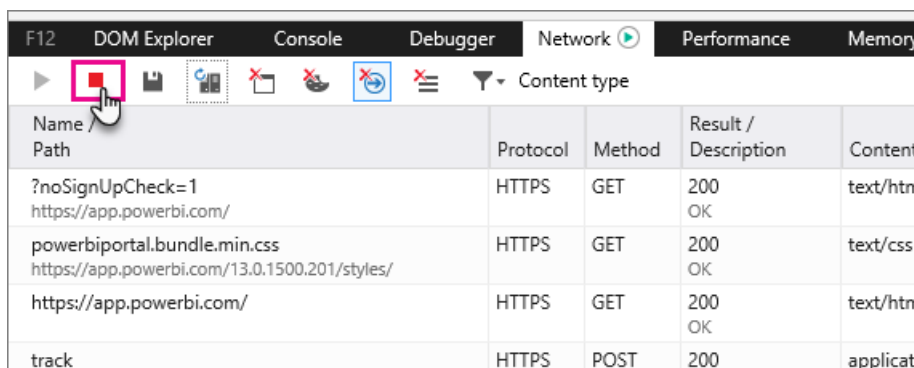 F12 DOM Explorer Console Debugger Network Performance Memory
Content type
Name /
Path Protocol Method Result /
Description Content
?noSignUpCheck=1 HTTPS GET 200 text/htm
https://app.powerbi.com/ OK
powerbiportal.bundle.min.css HTTPS GET 200 text/css
https://app.powerbi.com/13.0.1500.201/styles/ OK
https://app.powerbi.com/ HTTPS GET 200 text/htm
OK
track HTTPS POST 200 applicat